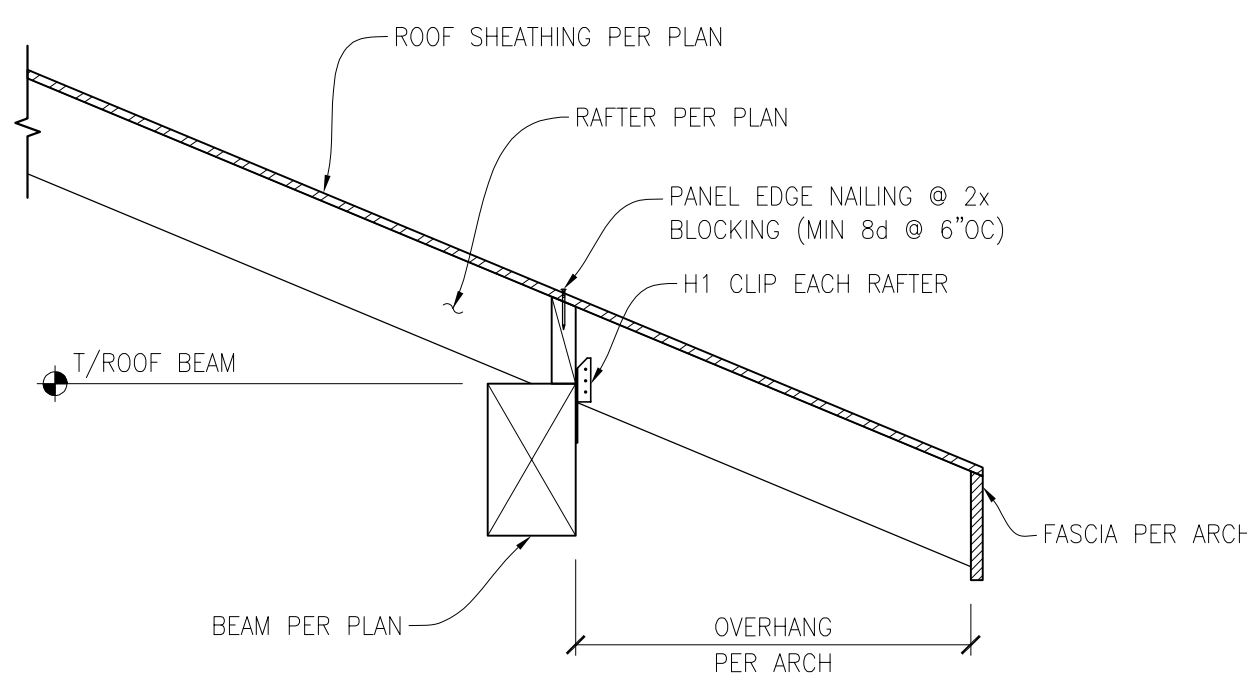 ROOF SHEATHING PER PLAN
RAFTER PER PLAN
PANEL EDGE NAILING @ 2x
BLOCKING (MIN 8d @ 6"OC)
H1 CLIP EACH RAFTER
T/ROOF BEAM
FASCIA PER ARCH
BEAM PER PLAN
OVERHANG
PER ARCH